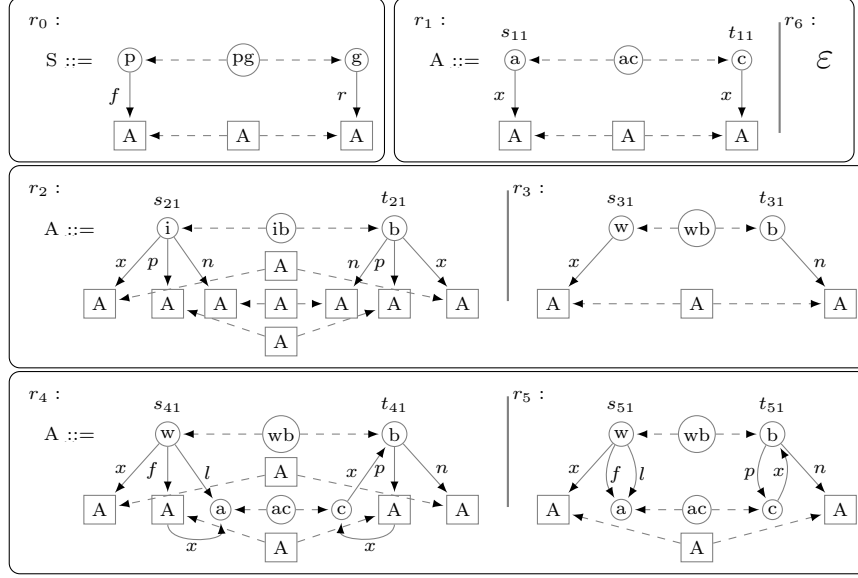 r₀ : r₁ : r₆ :
s₁₁ t₁₁
S ::= p pg g A ::= a ac c ε
f r x x
A A A A A A
r₂ : r₃ :
s₂₁ t₂₁ s₃₁ t₃₁
A ::= i ib b w wb b
x p n A n p x x n
A A A A A A A A A A
A
r₄ : r₅ :
s₄₁ t₄₁ s₅₁ t₅₁
A ::= w wb b w wb b
x f l A x p n x f l p x n
A A a ac c A A A a ac c A
x A x A